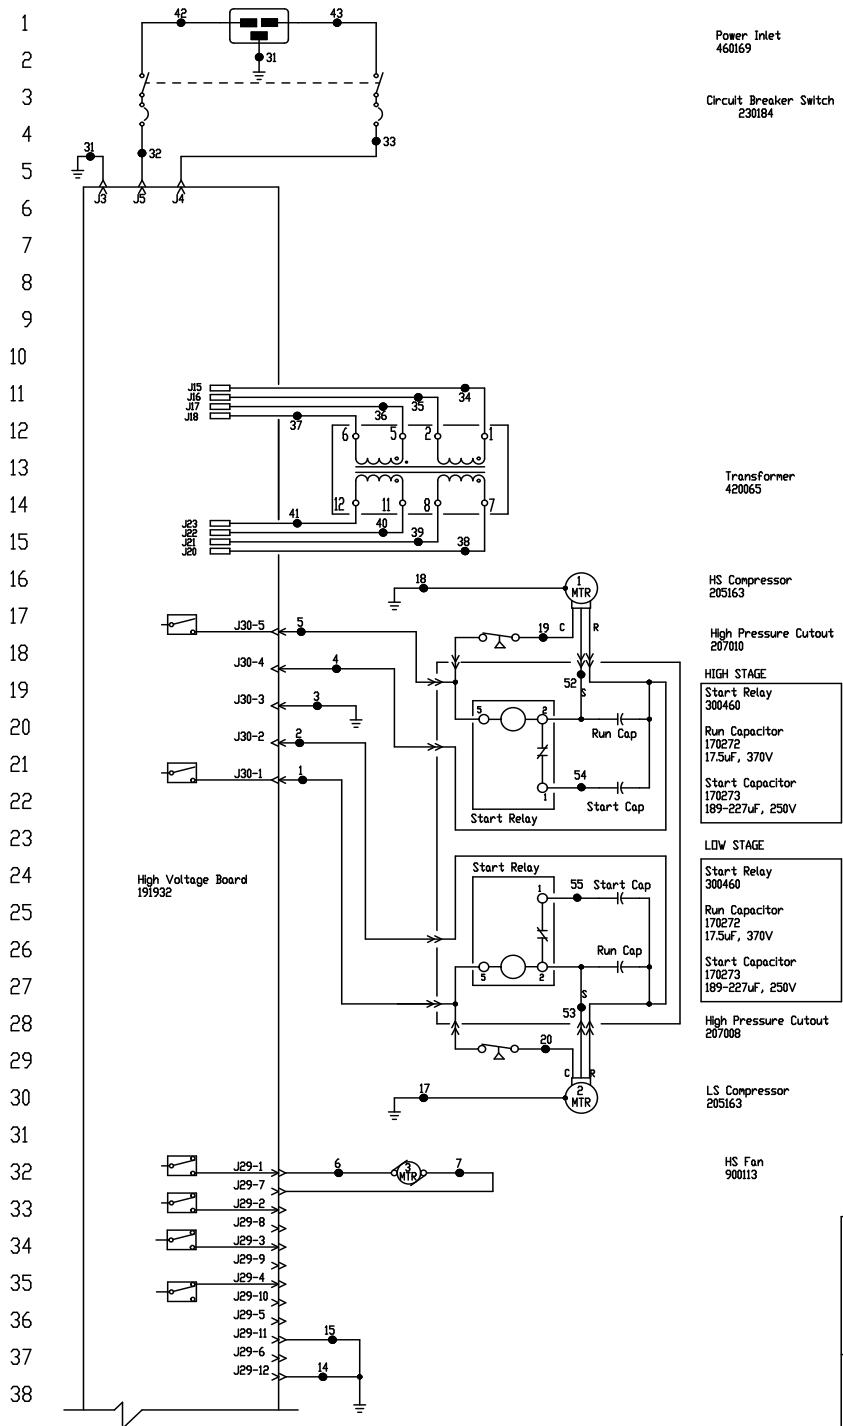 1
42
43
Power Inlet
460169
2
31
3
Circuit Breaker Switch
230184
4
33
31
32
5
J3
J5
J4
6
7
8
9
10
J15
11
J16
34
35
J17
36
J18
37
12
6
5
2
1
13
Transformer
420065
14
12
11
8
7
41
J23
40
J22
39
15
J21
38
J20
16
18
1
MTR
HS Compressor
205163
17
J30-5
5
19
C
R
High Pressure Cutout
207010
18
J30-4
4
HIGH STAGE
52
S
19
J30-3
3
Start Relay
300460
5
2
20
J30-2
2
Run Cap
Run Capacitor
170272
17.5uF, 370V
21
J30-1
1
54
Start Capacitor
170273
189-227uF, 250V
22
1
Start Cap
Start Relay
23
LOW STAGE
24
High Voltage Board
191932
Start Relay
1
55
Start Cap
Start Relay
300460
25
Run Capacitor
170272
17.5uF, 370V
26
Run Cap
Start Capacitor
170273
189-227uF, 250V
27
5
2
S
53
28
High Pressure Cutout
207008
29
20
C
R
30
17
2
MTR
LS Compressor
205163
31
32
J29-1
6
3
MTR
7
HS Fan
900113
J29-7
33
J29-2
J29-8
34
J29-3
J29-9
35
J29-4
J29-10
36
J29-5
J29-11
15
37
J29-6
J29-12
14
38